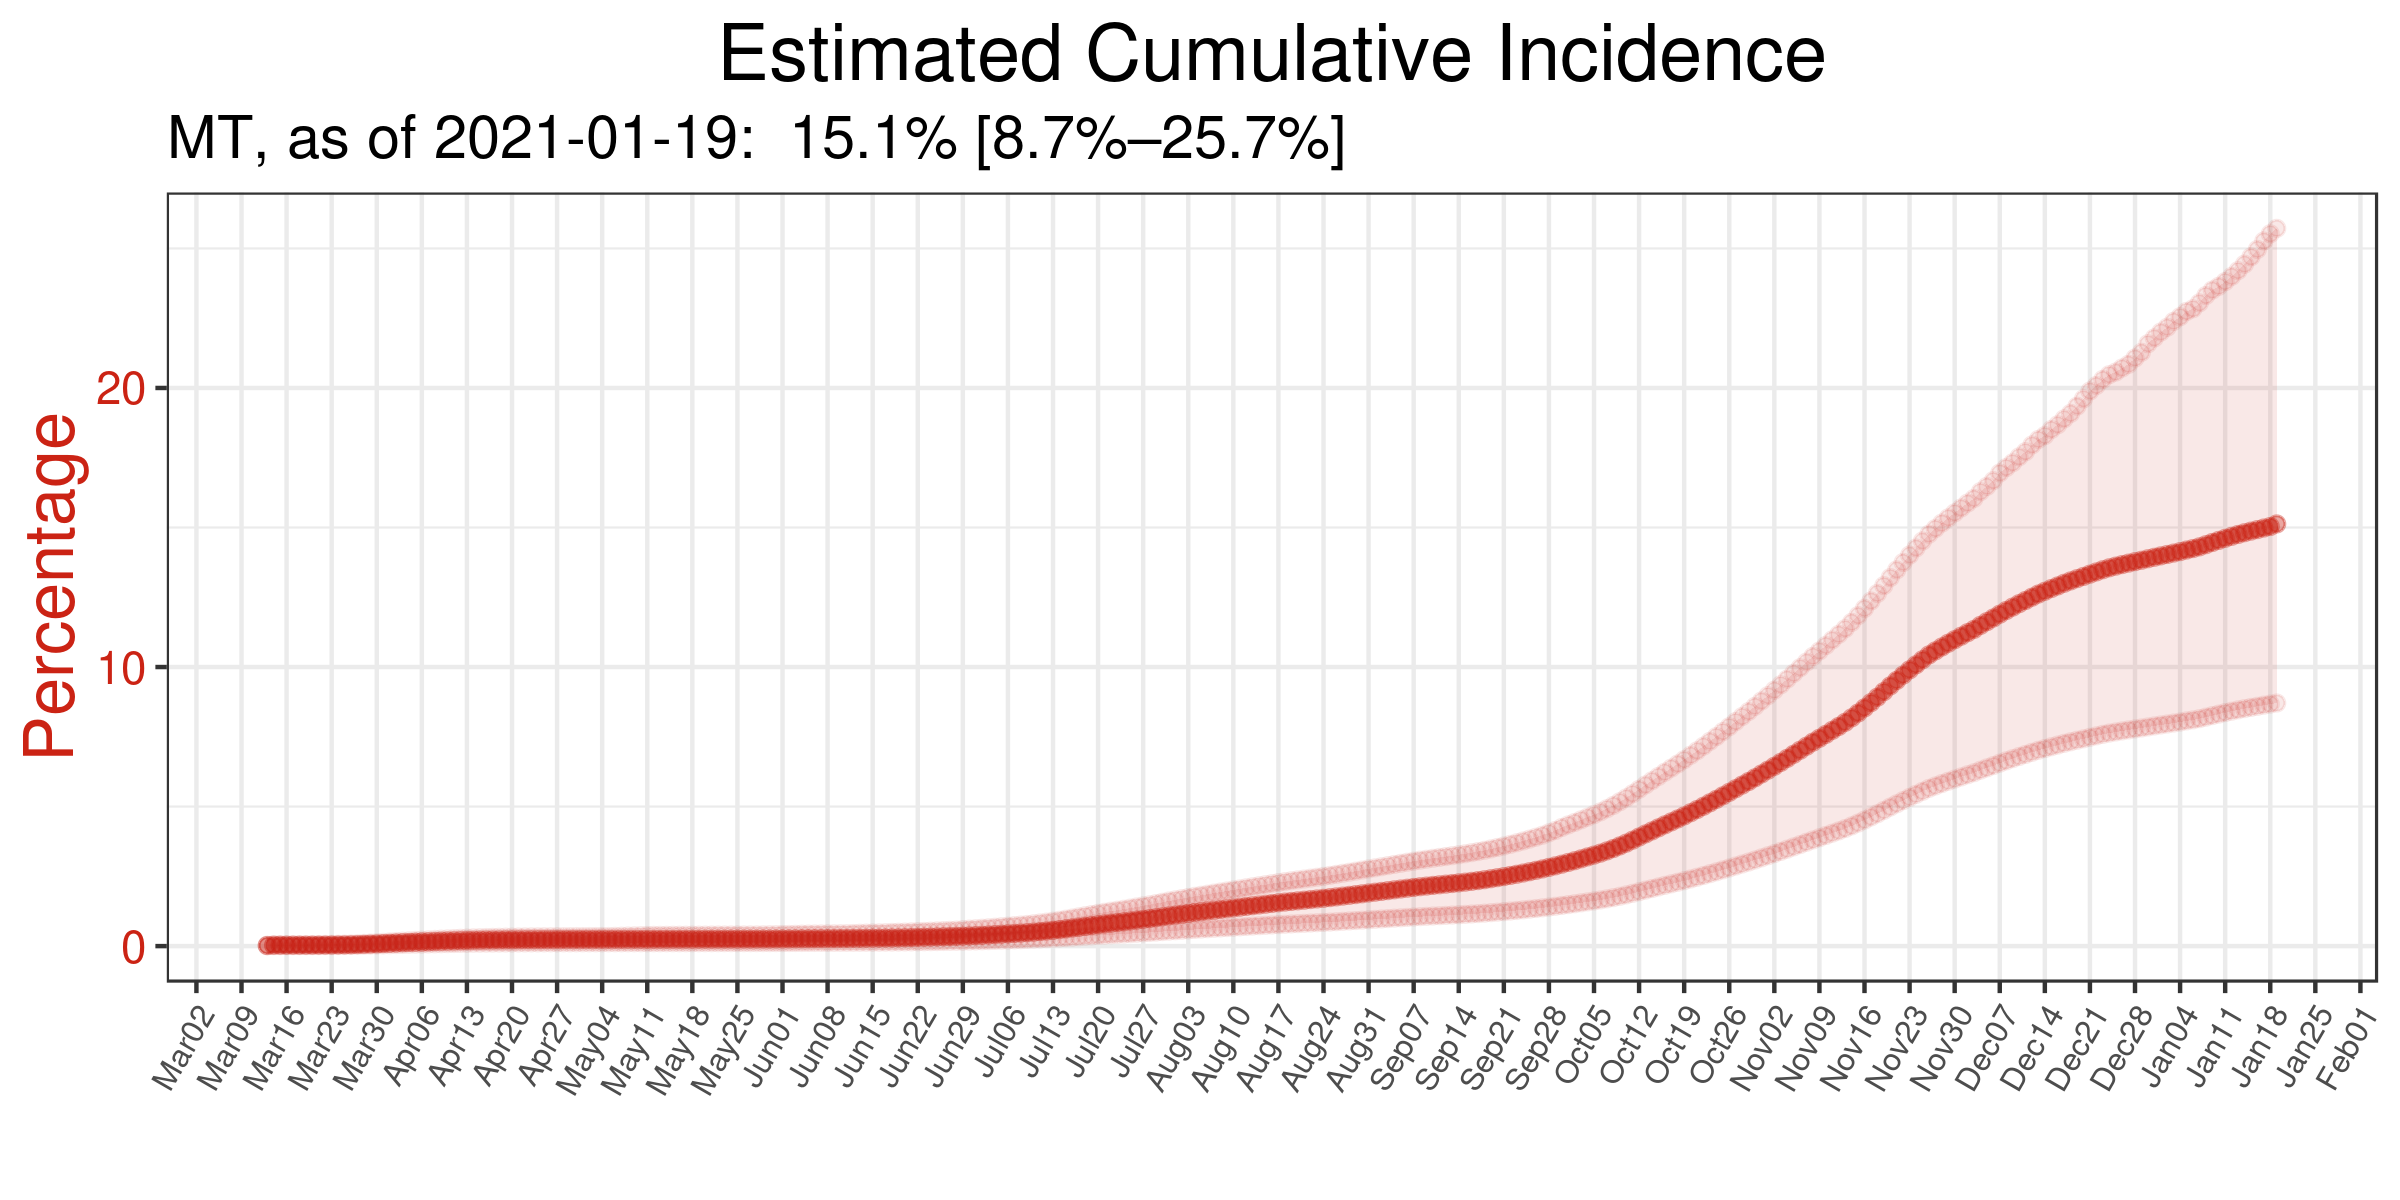 Estimated Cumulative Incidence
MT, as of 2021-01-19:  15.1% [8.7%–25.7%]
Percentage
20
10
0
Mar02
Mar09
Mar16
Mar23
Mar30
Apr06
Apr13
Apr20
Apr27
May04
May11
May18
May25
Jun01
Jun08
Jun15
Jun22
Jun29
Jul06
Jul13
Jul20
Jul27
Aug03
Aug10
Aug17
Aug24
Aug31
Sep07
Sep14
Sep21
Sep28
Oct05
Oct12
Oct19
Oct26
Nov02
Nov09
Nov16
Nov23
Nov30
Dec07
Dec14
Dec21
Dec28
Jan04
Jan11
Jan18
Jan25
Feb01